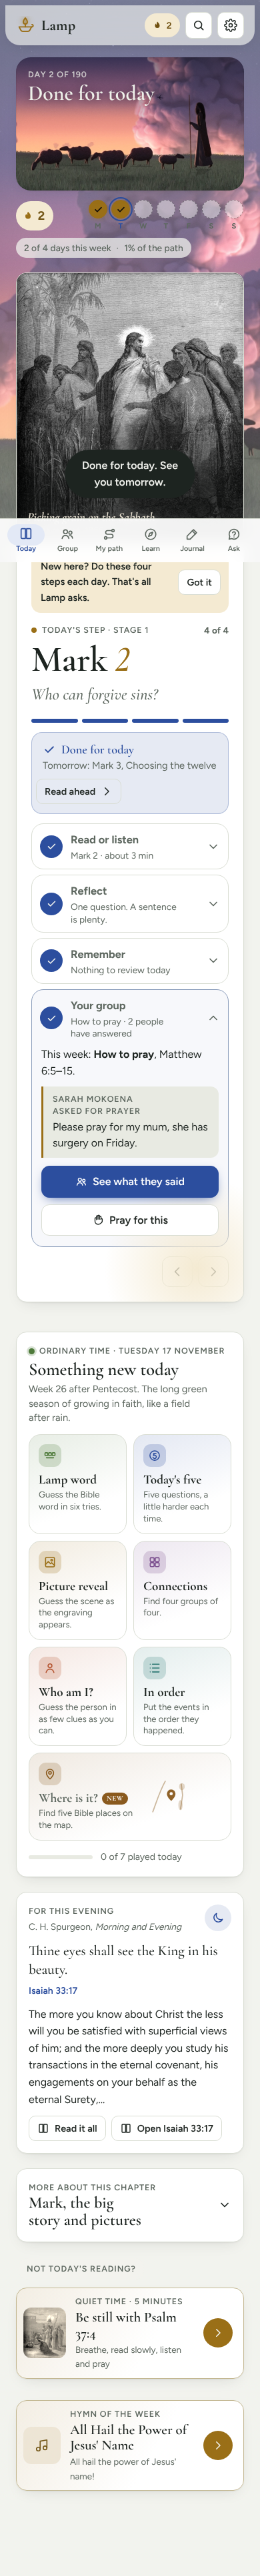 Lamp
2
DAY 2 OF 190
Done for today
2
M T W T S
2 of 4 days this week · 1% of the path
Done for today. See
you tomorrow.
Picking grain on the Sabbath
Today
Group
My path
Learn
Journal
Ask
New here? Do these four
steps each day. That's all
Lamp asks.
Got it
TODAY'S STEP · STAGE 1
4 of 4
Mark 2
Who can forgive sins?
Done for today
Tomorrow: Mark 3, Choosing the twelve
Read ahead
Read or listen
Mark 2 · about 3 min
Reflect
One question. A sentence
is plenty.
Remember
Nothing to review today
Your group
How to pray · 2 people
have answered
This week: How to pray, Matthew
6:5–15.
SARAH MOKOENA
ASKED FOR PRAYER
Please pray for my mum, she has
surgery on Friday.
See what they said
Pray for this
ORDINARY TIME · TUESDAY 17 NOVEMBER
Something new today
Week 26 after Pentecost. The long green
season of growing in faith, like a field
after rain.
Lamp word
Guess the Bible
word in six tries.
Today's five
Five questions, a
little harder each
time.
Picture reveal
Guess the scene as
the engraving
appears.
Connections
Find four groups of
four.
Who am I?
Guess the person in
as few clues as you
can.
In order
Put the events in
the order they
happened.
Where is it? NEW
Find five Bible places on
the map.
0 of 7 played today
FOR THIS EVENING
C. H. Spurgeon, Morning and Evening
Thine eyes shall see the King in his
beauty.
Isaiah 33:17
The more you know about Christ the less
will you be satisfied with superficial views
of him; and the more deeply you study his
transactions in the eternal covenant, his
engagements on your behalf as the
eternal Surety,...
Read it all
Open Isaiah 33:17
MORE ABOUT THIS CHAPTER
Mark, the big
story and pictures
NOT TODAY'S READING?
QUIET TIME · 5 MINUTES
Be still with Psalm
37:4
Breathe, read slowly, listen
and pray
HYMN OF THE WEEK
All Hail the Power of
Jesus' Name
All hail the power of Jesus'
name!